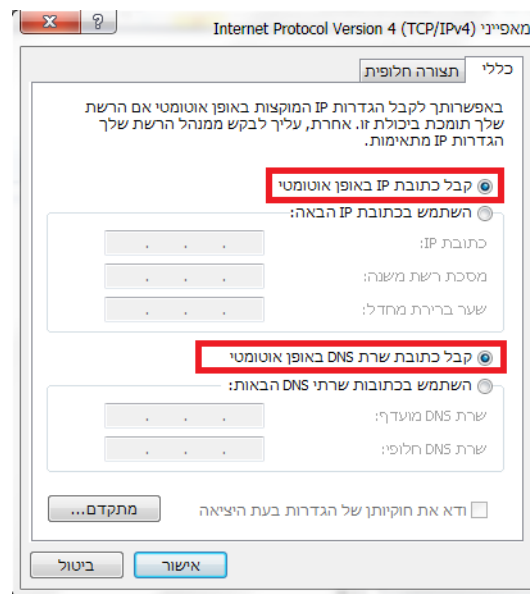 מאפייני Internet Protocol Version 4 (TCP/IPv4)
כללי
תצורה חלופית
באפשרותך לקבל הגדרות IP המוקצות באופן אוטומטי אם הרשת
שלך תומכת ביכולת זו. אחרת, עליך לבקש ממנהל הרשת שלך
הגדרות IP מתאימות.
קבל כתובת IP באופן אוטומטי
השתמש בכתובת IP הבאה:
כתובת IP:
מסכת רשת משנה:
שער ברירת מחדל:
קבל כתובת שרת DNS באופן אוטומטי
השתמש בכתובות שרתי DNS הבאות:
שרת DNS מועדף:
שרת DNS חלופי:
ודא את חוקיותן של הגדרות בעת היציאה
מתקדם...
אישור
ביטול